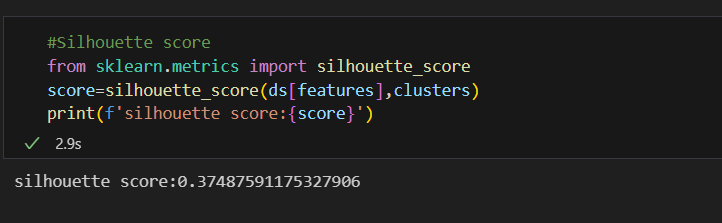 #Silhouette score
from sklearn.metrics import silhouette_score
score=silhouette_score(ds[features],clusters)
print(f'silhouette score:{score}')
2.9s
silhouette score:0.37487591175327906